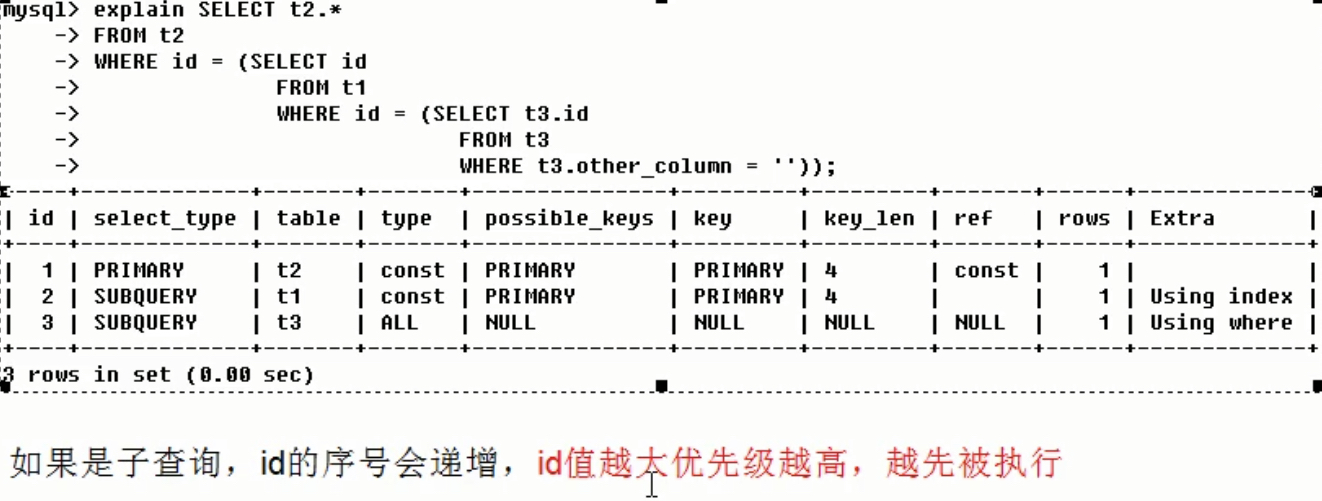 mysql> explain SELECT t2.*
-> FROM t2
-> WHERE id = (SELECT id
-> FROM t1
-> WHERE id = (SELECT t3.id
-> FROM t3
-> WHERE t3.other_column = ''));
| id | select_type | table | type | possible_keys | key | key_len | ref | rows | Extra |
| 1 | PRIMARY | t2 | const | PRIMARY | PRIMARY | 4 | const | 1 | |
| 2 | SUBQUERY | t1 | const | PRIMARY | PRIMARY | 4 | | 1 | Using index |
| 3 | SUBQUERY | t3 | ALL | NULL | NULL | NULL | NULL | 1 | Using where |
3 rows in set (0.00 sec)
如果是子查询，id的序号会递增，id值越大优先级越高，越先被执行